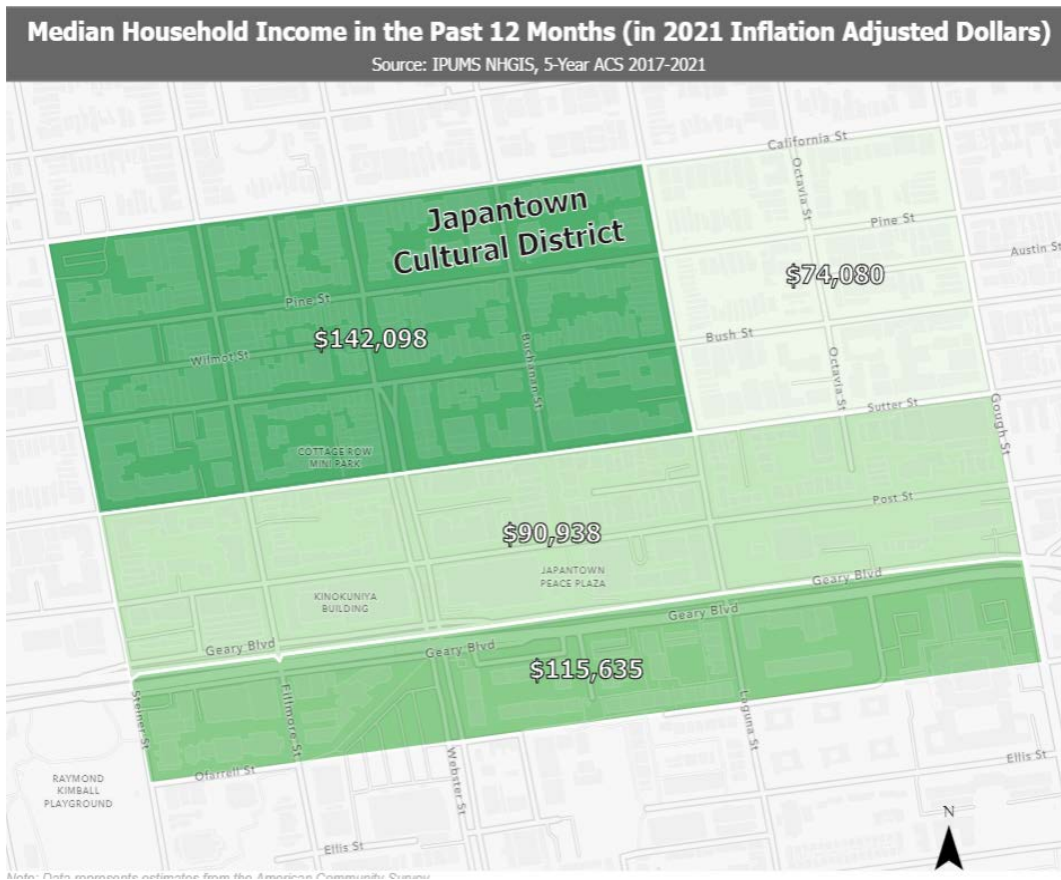 Median Household Income in the Past 12 Months (in 2021 Inflation Adjusted Dollars)
Source: IPUMS NHGIS, 5-Year ACS 2017-2021
California St
Japantown
Cultural District
Octavia St
Pine St
Austin St
$74,080
Pine St
$142,098
Bush St
Wilmot St
Buchanan St
Octavia St
Sutter St
Gough St
COTTAGE ROW
MINI PARK
Post St
$90,938
JAPANTOWN
PEACE PLAZA
KINOKUNIYA
BUILDING
Geary Blvd
Geary Blvd
Geary Blvd
Geary Blvd
$115,635
Steiner St
Fillmore St
Laguna St
Webster St
Ofarrell St
RAYMOND
KIMBALL
PLAYGROUND
Ellis St
Ellis St
N
Note: Data represents estimates from the American Community Survey